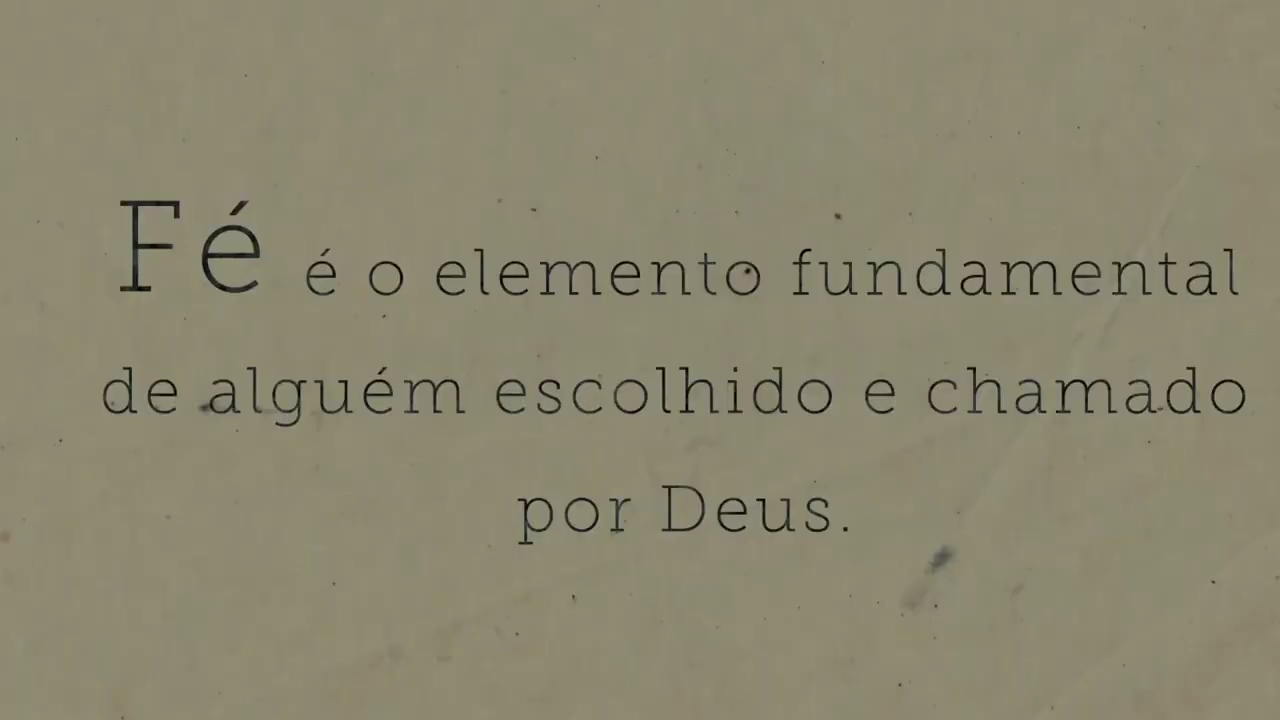 Fé é o elemento fundamental
de alguém escolhido e chamado
por Deus.